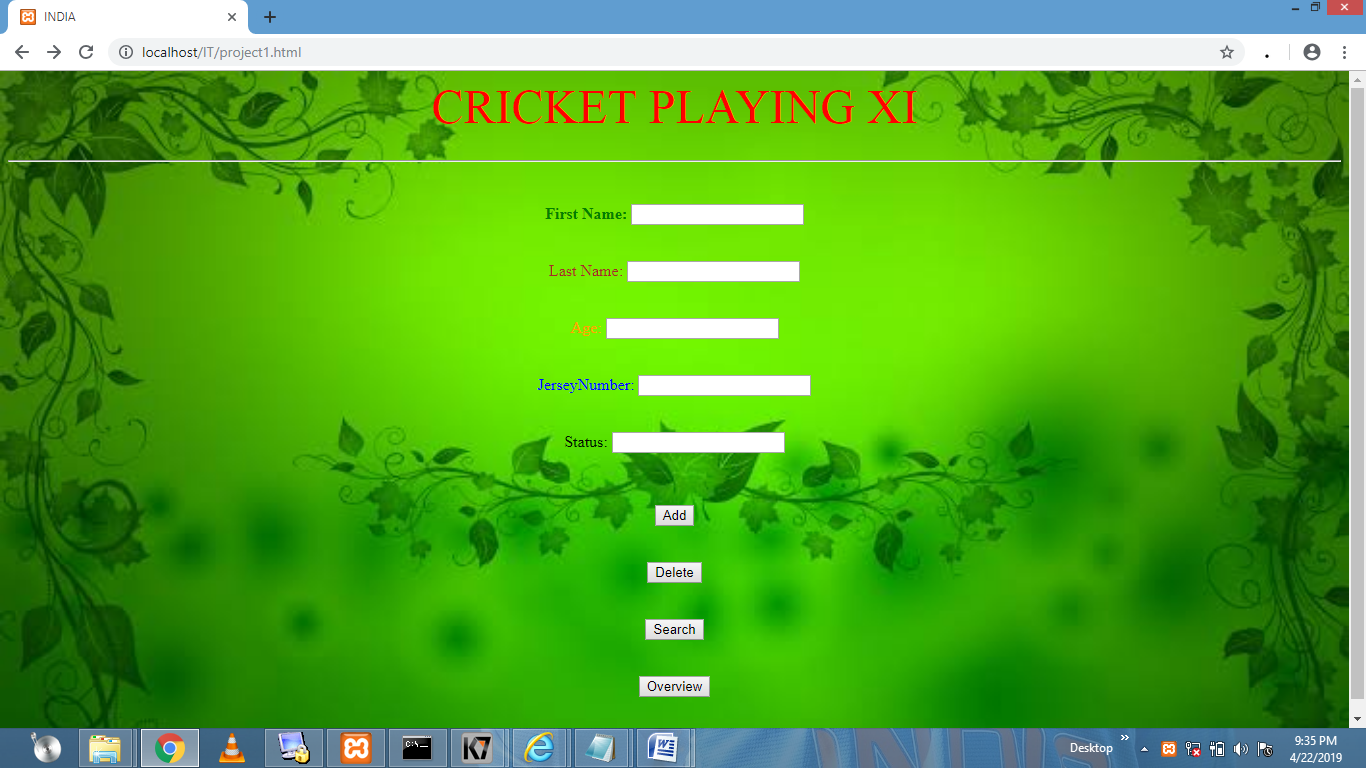 INDIA
localhost/IT/project1.html
CRICKET PLAYING XI
First Name:
Last Name:
Age:
JerseyNumber:
Status:
Add
Delete
Search
Overview
Desktop
9:35 PM
4/22/2019